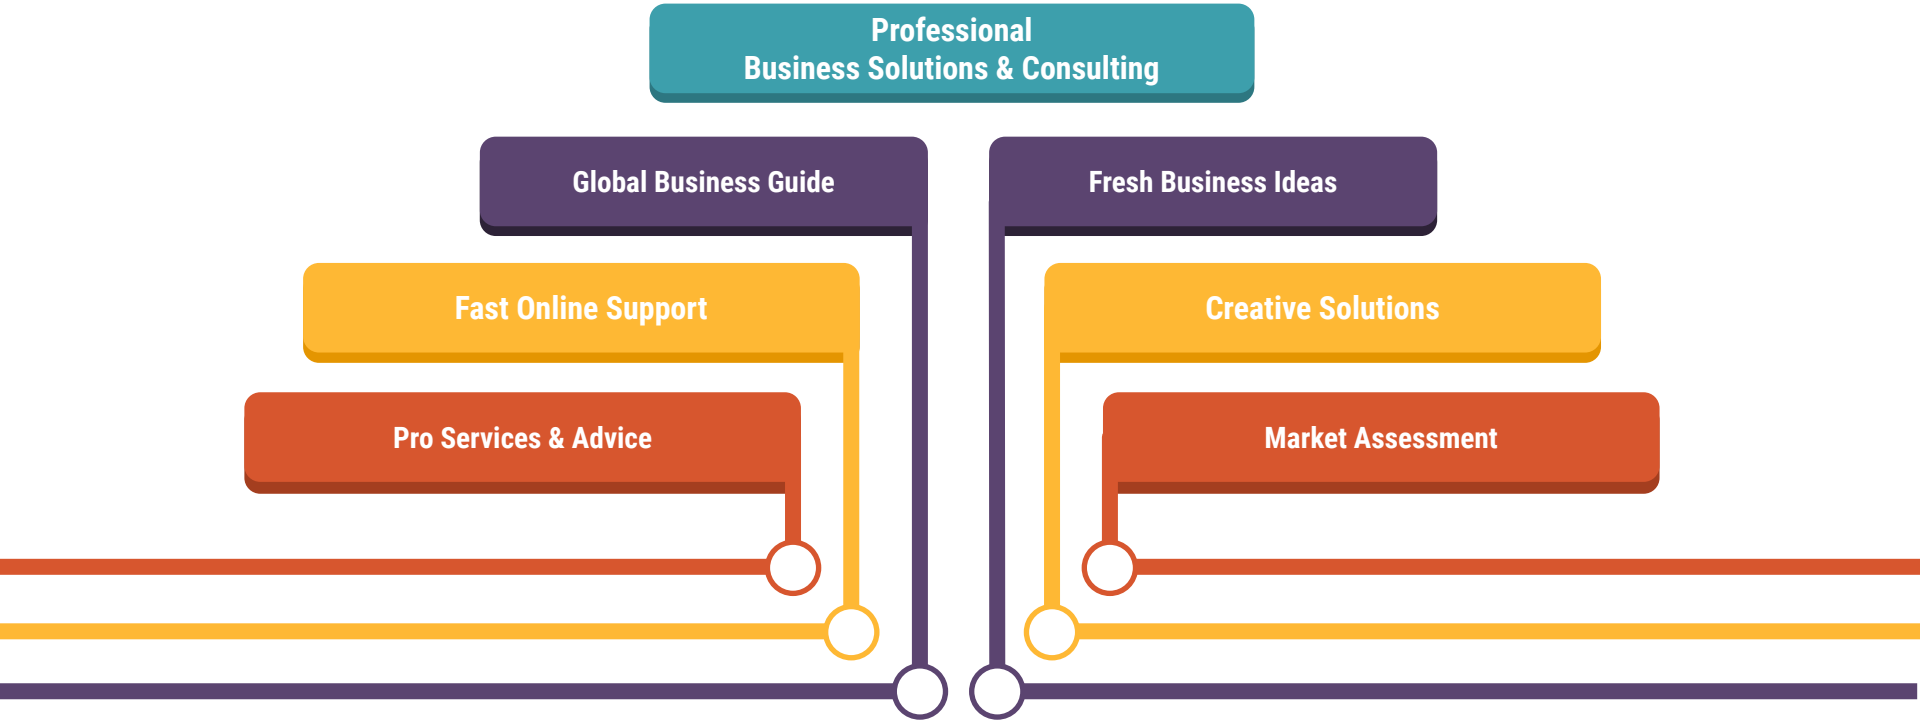 Professional
Business Solutions & Consulting
Global Business Guide
Fresh Business Ideas
Fast Online Support
Creative Solutions
Pro Services & Advice
Market Assessment